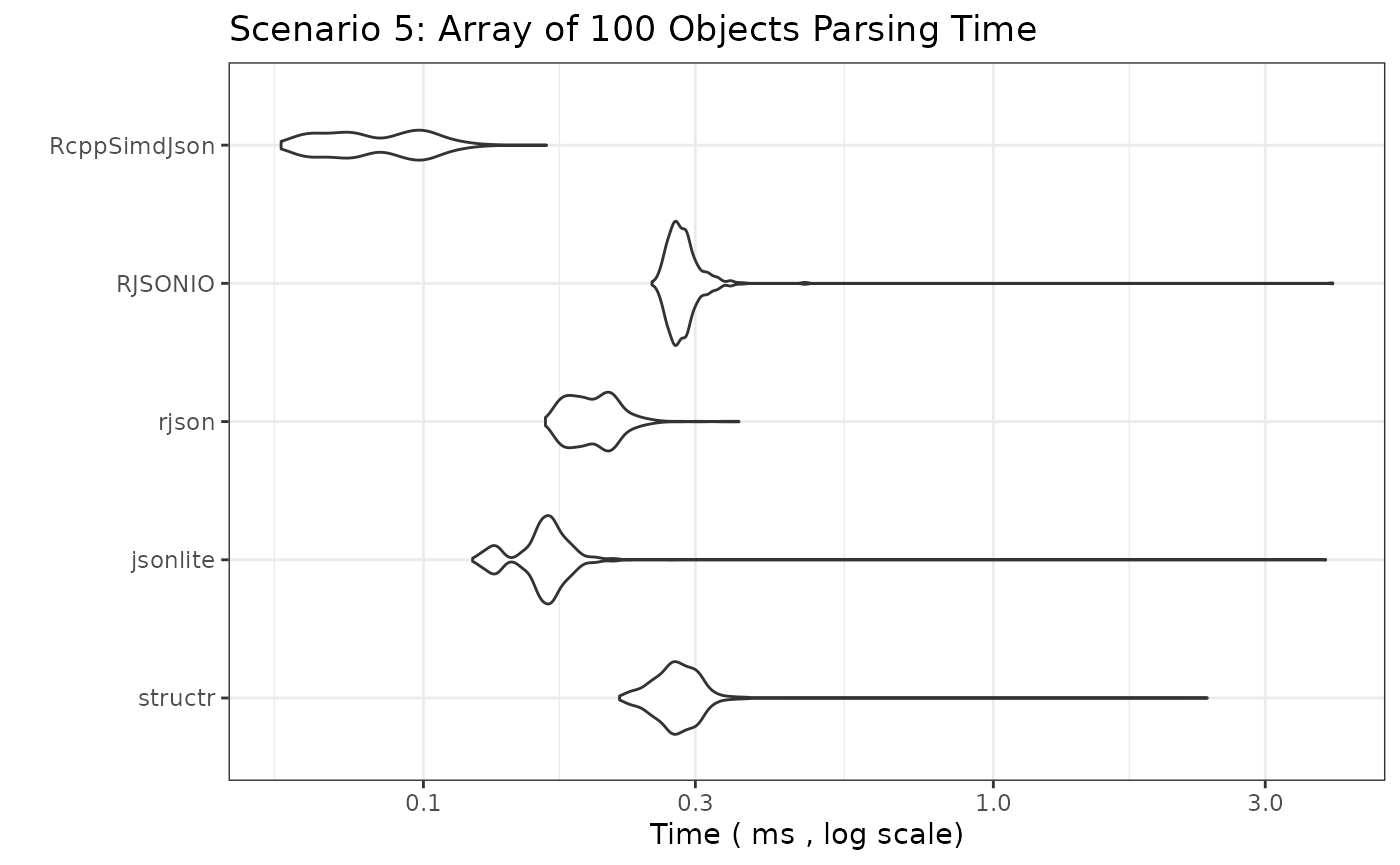 Scenario 5: Array of 100 Objects Parsing Time
RcppSimdJson
RJSONIO
rjson
jsonlite
structr
0.1 0.3 1.0 3.0
Time ( ms , log scale)